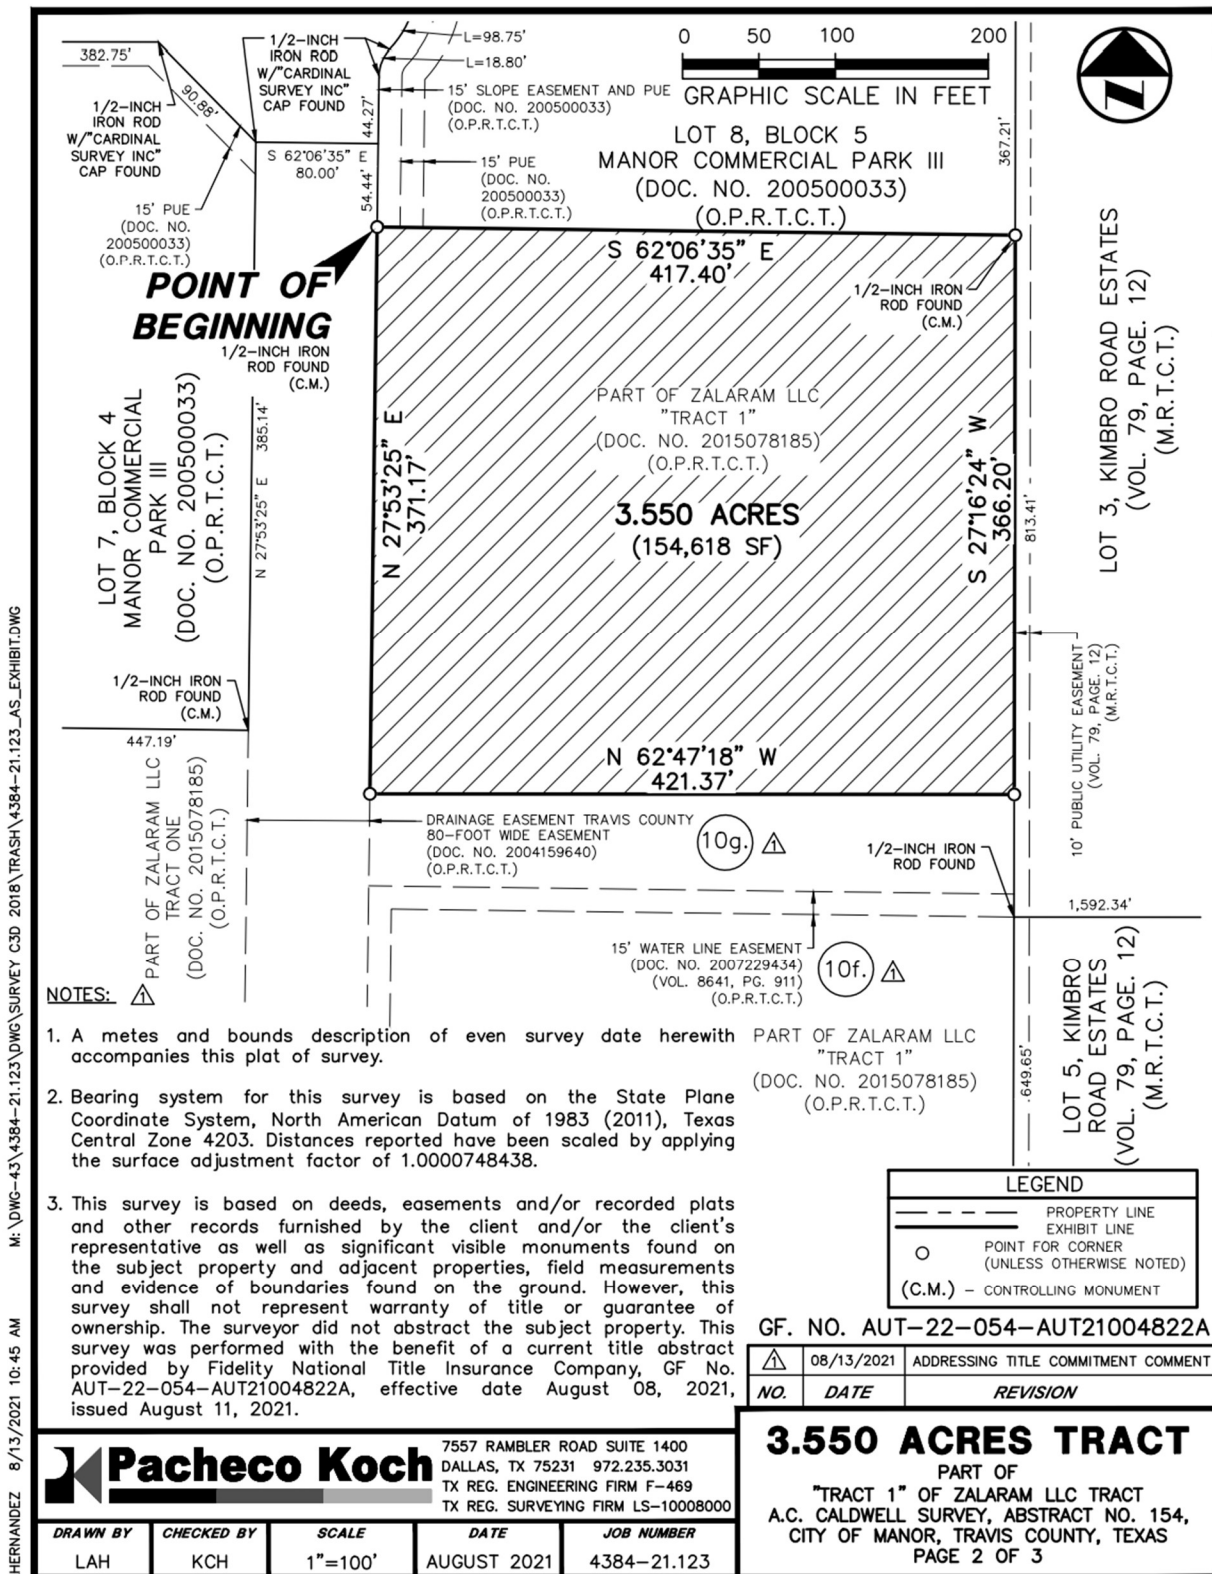 382.75'
90.88'
1/2-INCH
IRON ROD
W/"CARDINAL
SURVEY INC"
CAP FOUND
1/2-INCH
IRON ROD
W/"CARDINAL
SURVEY INC"
CAP FOUND
L=98.75'
L=18.80'
44.27'
54.44'
15' SLOPE EASEMENT AND PUE
(DOC. NO. 200500033)
(O.P.R.T.C.T.)
S 62°06'35" E
80.00'
15' PUE
(DOC. NO.
200500033)
(O.P.R.T.C.T.)
15' PUE
(DOC. NO.
200500033)
(O.P.R.T.C.T.)
0 50 100 200
GRAPHIC SCALE IN FEET
N
LOT 8, BLOCK 5
MANOR COMMERCIAL PARK III
(DOC. NO. 200500033)
(O.P.R.T.C.T.)
367.21'
POINT OF
BEGINNING
1/2-INCH IRON
ROD FOUND
(C.M.)
S 62°06'35" E
417.40'
1/2-INCH IRON
ROD FOUND
(C.M.)
LOT 3, KIMBRO ROAD ESTATES
(VOL. 79, PAGE. 12)
(M.R.T.C.T.)
LOT 7, BLOCK 4
MANOR COMMERCIAL
PARK III
(DOC. NO. 200500033)
(O.P.R.T.C.T.)
N 27°53'25" E 385.14'
N 27°53'25" E
371.17'
PART OF ZALARAM LLC
"TRACT 1"
(DOC. NO. 2015078185)
(O.P.R.T.C.T.)
3.550 ACRES
(154,618 SF)
S 27°16'24" W
366.20'
813.41'
10' PUBLIC UTILITY EASEMENT
(VOL. 79, PAGE. 12)
(M.R.T.C.T.)
1/2-INCH IRON
ROD FOUND
(C.M.)
447.19'
N 62°47'18" W
421.37'
PART OF ZALARAM LLC
TRACT ONE
(DOC. NO. 2015078185)
(O.P.R.T.C.T.)
DRAINAGE EASEMENT TRAVIS COUNTY
80-FOOT WIDE EASEMENT
(DOC. NO. 2004159640)
(O.P.R.T.C.T.)
10g. 1
1/2-INCH IRON
ROD FOUND
1,592.34'
15' WATER LINE EASEMENT
(DOC. NO. 2007229434)
(VOL. 8641, PG. 911)
(O.P.R.T.C.T.)
10f. 1
PART OF ZALARAM LLC
"TRACT 1"
(DOC. NO. 2015078185)
(O.P.R.T.C.T.)
649.65'
LOT 5, KIMBRO
ROAD ESTATES
(VOL. 79, PAGE. 12)
(M.R.T.C.T.)
NOTES: 1
1. A metes and bounds description of even survey date herewith
accompanies this plat of survey.
2. Bearing system for this survey is based on the State Plane
Coordinate System, North American Datum of 1983 (2011), Texas
Central Zone 4203. Distances reported have been scaled by applying
the surface adjustment factor of 1.0000748438.
3. This survey is based on deeds, easements and/or recorded plats
and other records furnished by the client and/or the client's
representative as well as significant visible monuments found on
the subject property and adjacent properties, field measurements
and evidence of boundaries found on the ground. However, this
survey shall not represent warranty of title or guarantee of
ownership. The surveyor did not abstract the subject property. This
survey was performed with the benefit of a current title abstract
provided by Fidelity National Title Insurance Company, GF No.
AUT-22-054-AUT21004822A, effective date August 08, 2021,
issued August 11, 2021.
LEGEND
PROPERTY LINE
EXHIBIT LINE
POINT FOR CORNER
(UNLESS OTHERWISE NOTED)
(C.M.) - CONTROLLING MONUMENT
GF. NO. AUT-22-054-AUT21004822A
1 08/13/2021 ADDRESSING TITLE COMMITMENT COMMENT
NO. DATE REVISION
Pacheco Koch
7557 RAMBLER ROAD SUITE 1400
DALLAS, TX 75231 972.235.3031
TX REG. ENGINEERING FIRM F-469
TX REG. SURVEYING FIRM LS-10008000
DRAWN BY CHECKED BY SCALE DATE JOB NUMBER
LAH KCH 1"=100' AUGUST 2021 4384-21.123
3.550 ACRES TRACT
PART OF
"TRACT 1" OF ZALARAM LLC TRACT
A.C. CALDWELL SURVEY, ABSTRACT NO. 154,
CITY OF MANOR, TRAVIS COUNTY, TEXAS
PAGE 2 OF 3
HERNANDEZ 8/13/2021 10:45 AM M:\DWG-43\4384-21.123\DWG\SURVEY C3D 2018\TRASH\4384-21.123_AS_EXHIBIT.DWG